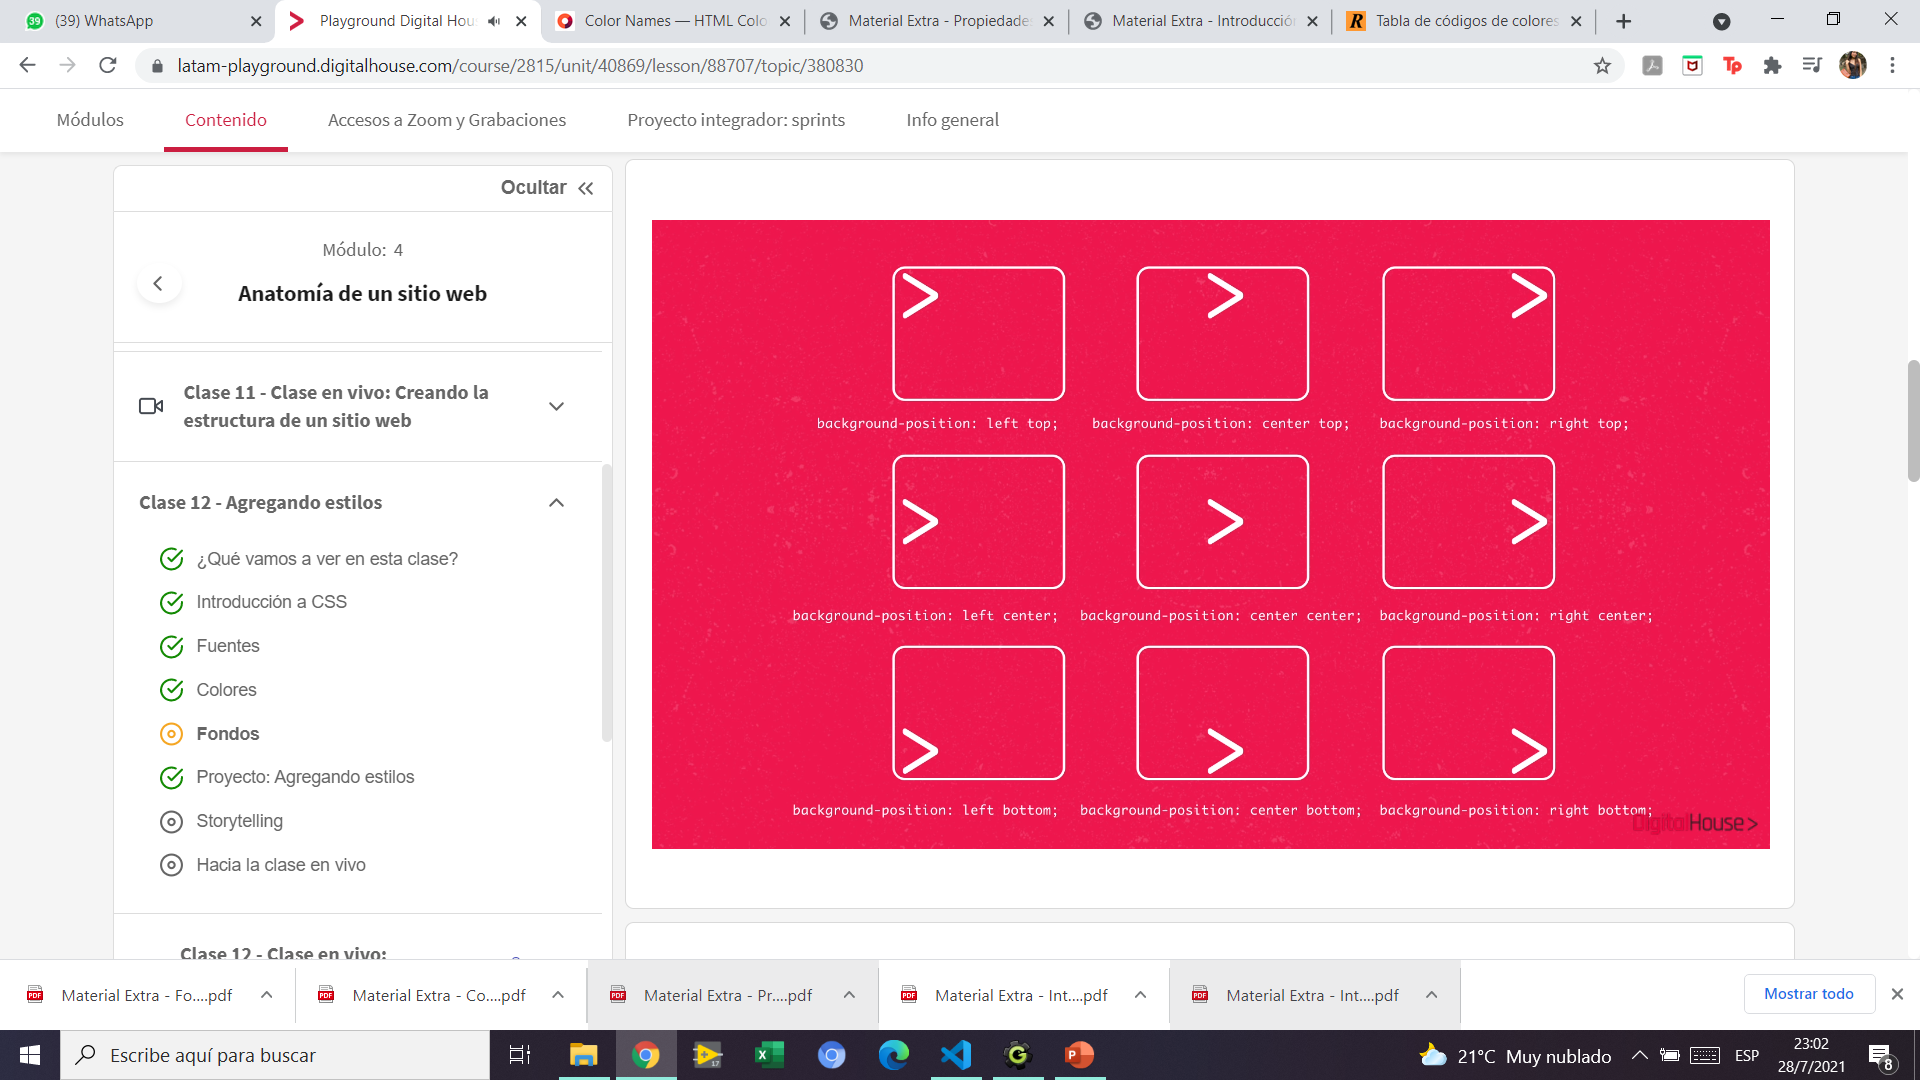 (39) WhatsApp
Playground Digital Hou
Color Names — HTML Colo
Material Extra - Propiedade
Material Extra - Introducció
Tabla de códigos de colores
latam-playground.digitalhouse.com/course/2815/unit/40869/lesson/88707/topic/380830
Módulos
Contenido
Accesos a Zoom y Grabaciones
Proyecto integrador: sprints
Info general
Ocultar
Módulo: 4
Anatomía de un sitio web
Clase 11 - Clase en vivo: Creando la
estructura de un sitio web
Clase 12 - Agregando estilos
¿Qué vamos a ver en esta clase?
Introducción a CSS
Fuentes
Colores
Fondos
Proyecto: Agregando estilos
Storytelling
Hacia la clase en vivo
Clase 12 - Clase en vivo:
background-position: left top;
background-position: center top;
background-position: right top;
background-position: left center;
background-position: center center;
background-position: right center;
background-position: left bottom;
background-position: center bottom;
background-position: right bottom;
DigitalHouse>
Material Extra - Fo....pdf
Material Extra - Co....pdf
Material Extra - Pr....pdf
Material Extra - Int....pdf
Material Extra - Int....pdf
Mostrar todo
Escribe aquí para buscar
21°C Muy nublado
ESP
23:02
28/7/2021
8